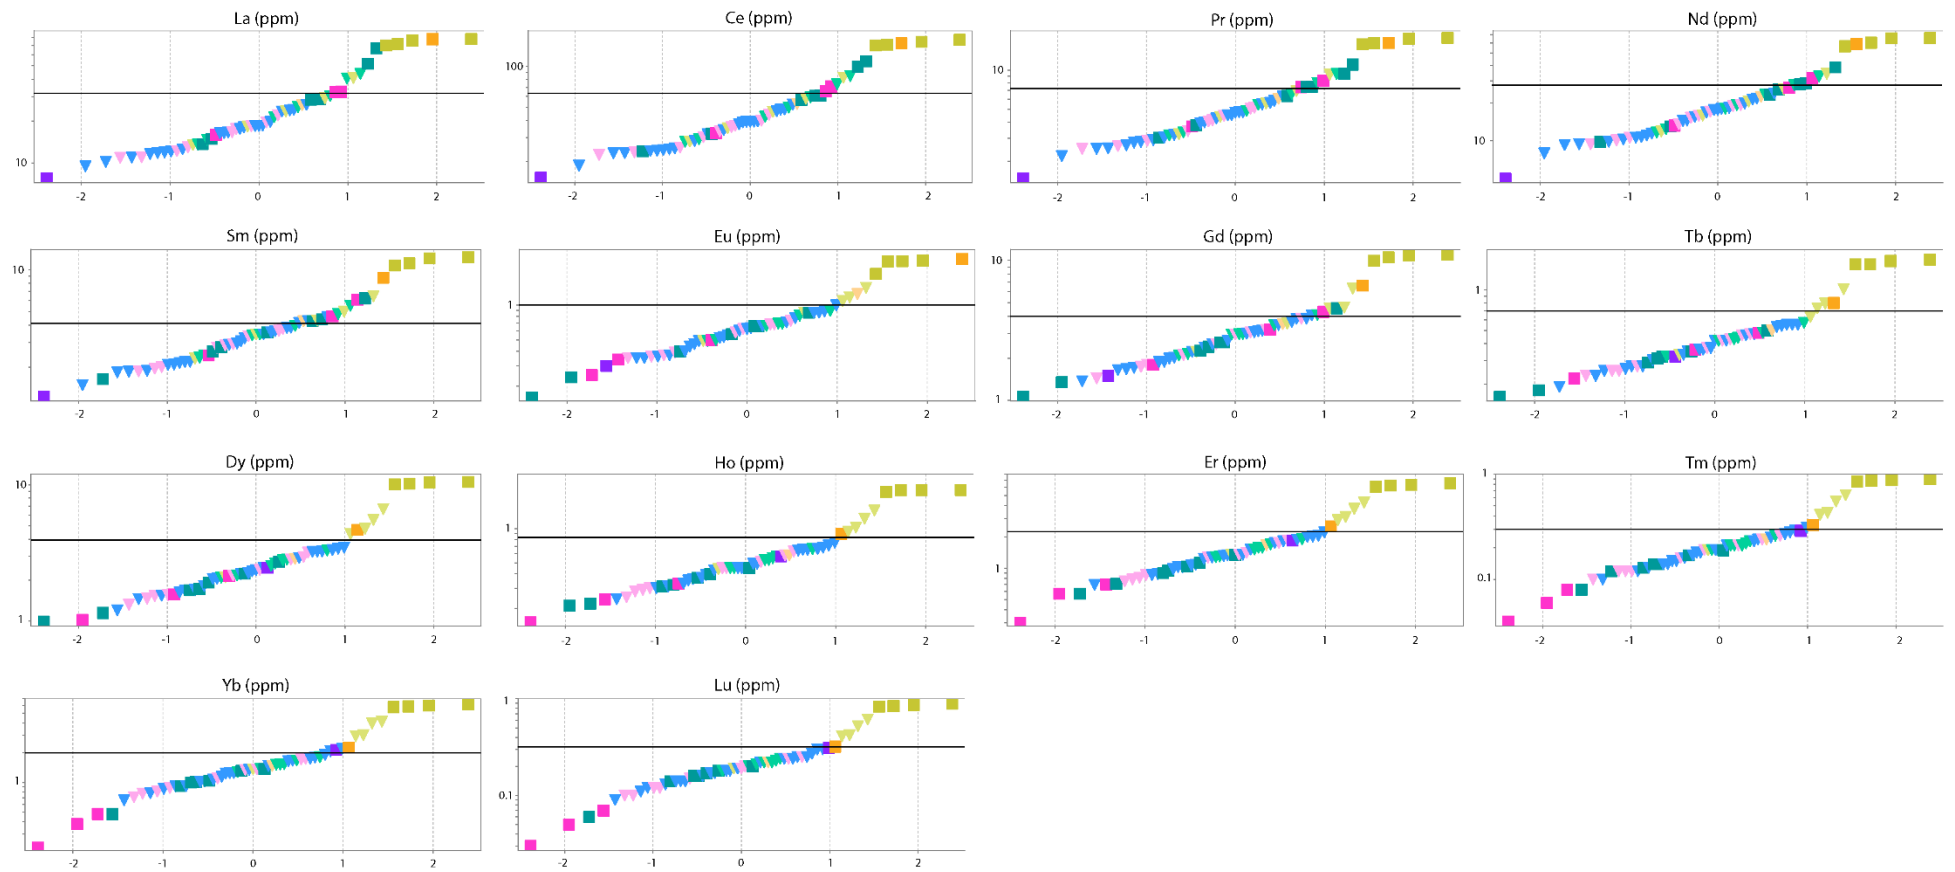 La (ppm)
Ce (ppm)
Pr (ppm)
Nd (ppm)
10
-2 -1 0 1 2
100
-2 -1 0 1 2
10
-1 0 1 2
-2
10
-2 -1 0 1 2
Sm (ppm)
Eu (ppm)
Gd (ppm)
Tb (ppm)
10
-2 -1 0 1 2
1
-2 -1 0 1 2
10
1
-2 -1 0 1 2
1
-2 -1 0 1 2
Dy (ppm)
Ho (ppm)
Er (ppm)
Tm (ppm)
10
1
-2 -1 0 1 2
1
-2 -1 0 1 2
1
-2 -1 0 1 2
1
0.1
-2 -1 0 1 2
Yb (ppm)
Lu (ppm)
1
-2 -1 0 1 2
1
0.1
-2 -1 0 1 2